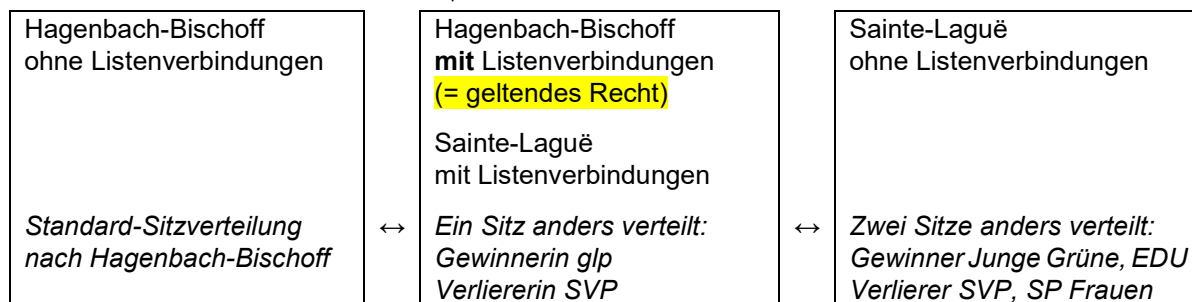 Hagenbach-Bischoff
ohne Listenverbindungen
Standard-Sitzverteilung
nach Hagenbach-Bischoff
↔
Hagenbach-Bischoff
mit Listenverbindungen
(= geltendes Recht)
Sainte-Laguë
mit Listenverbindungen
Ein Sitz anders verteilt:
Gewinnerin glp
Verliererin SVP
↔
Sainte-Laguë
ohne Listenverbindungen
Zwei Sitze anders verteilt:
Gewinner Junge Grüne, EDU
Verlierer SVP, SP Frauen